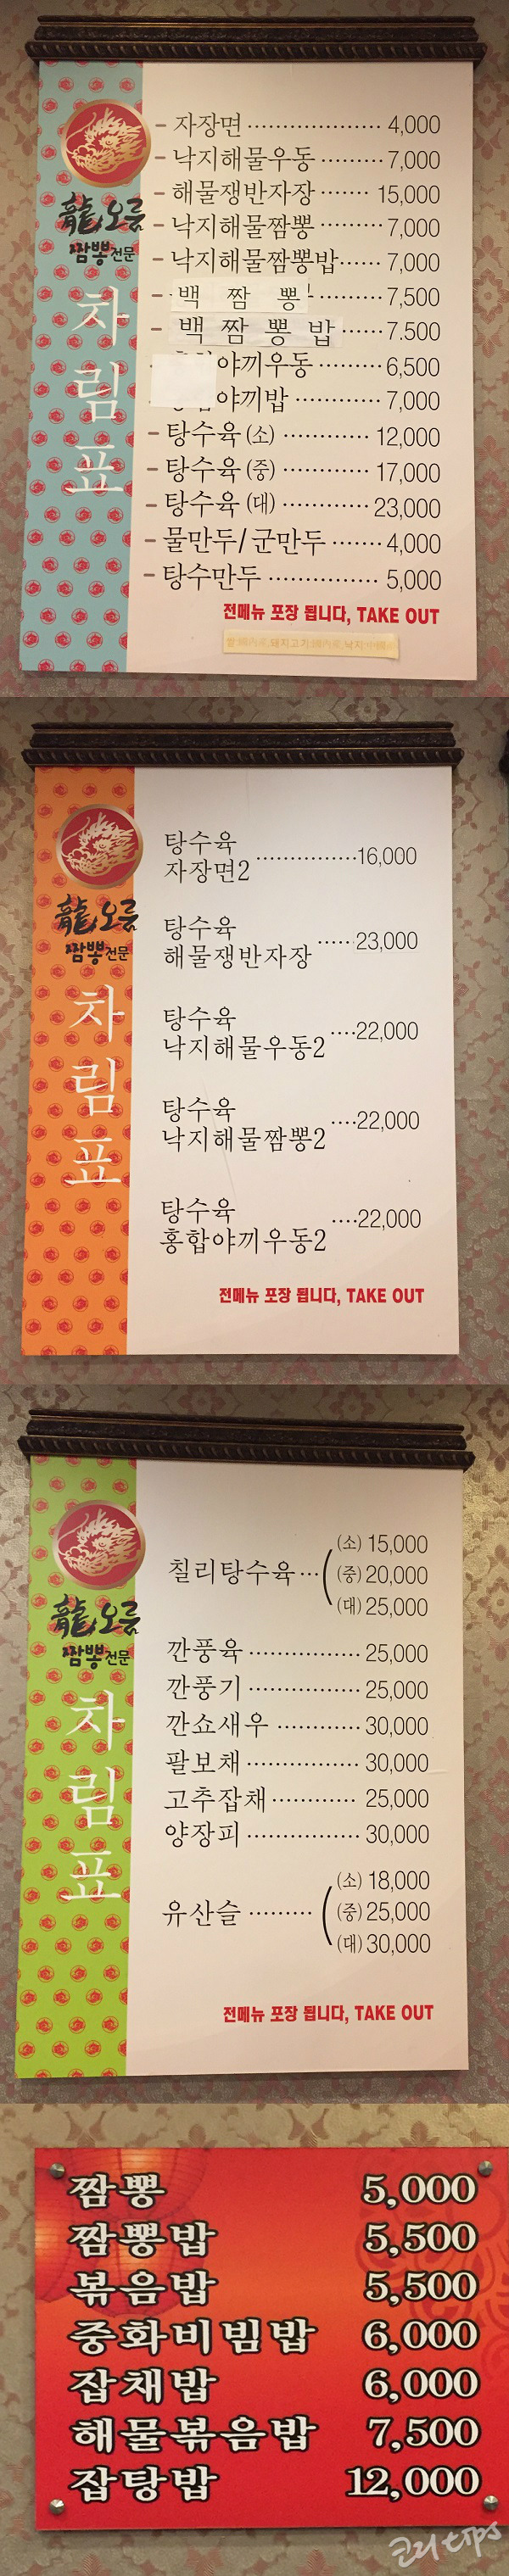 龍오름
짬뽕전문
차림표
- 자장면 ···················· 4,000
- 낙지해물우동 ·········· 7,000
- 해물쟁반자장 ······· 15,000
- 낙지해물짬뽕 ·········· 7,000
- 낙지해물짬뽕밥······ 7,000
- 백 짬 뽕 ·········· 7,500
- 백 짬 뽕 밥 ······ 7.500
야끼우동 ·········· 6,500
야끼밥 ············· 7,000
- 탕수육 (소) ············· 12,000
- 탕수육 (중) ············· 17,000
- 탕수육 (대) ············· 23,000
- 물만두/군만두 ······· 4,000
- 탕수만두 ················ 5,000
전메뉴 포장 됩니다, TAKE OUT
龍오름
짬뽕전문
차림표
탕수육
자장면2 ···············16,000
탕수육
해물쟁반자장 ·····23,000
탕수육
낙지해물우동2 ····22,000
탕수육
낙지해물짬뽕2 ····22,000
탕수육
홍합야끼우동2 ····22,000
전메뉴 포장 됩니다, TAKE OUT
龍오름
짬뽕전문
차림표
칠리탕수육 ··· (소) 15,000
(중) 20,000
(대) 25,000
깐풍육 ················· 25,000
깐풍기 ················· 25,000
깐쇼새우 ············· 30,000
팔보채 ················· 30,000
고추잡채 ············· 25,000
양장피 ················· 30,000
유산슬 ·········· (소) 18,000
(중) 25,000
(대) 30,000
전메뉴 포장 됩니다, TAKE OUT
짬뽕 5,000
짬뽕밥 5,500
볶음밥 5,500
중화비빔밥 6,000
잡채밥 6,000
해물볶음밥 7,500
잡탕밥 12,000
코리tips